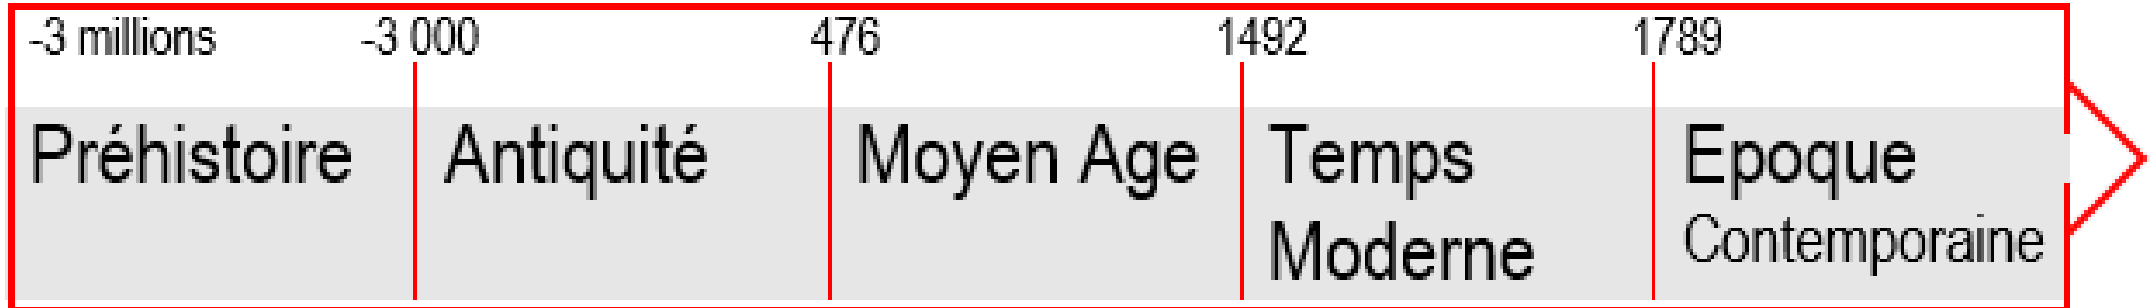 -3 millions -3 000 476 1492 1789
Préhistoire Antiquité Moyen Age Temps Epoque
Moderne Contemporaine